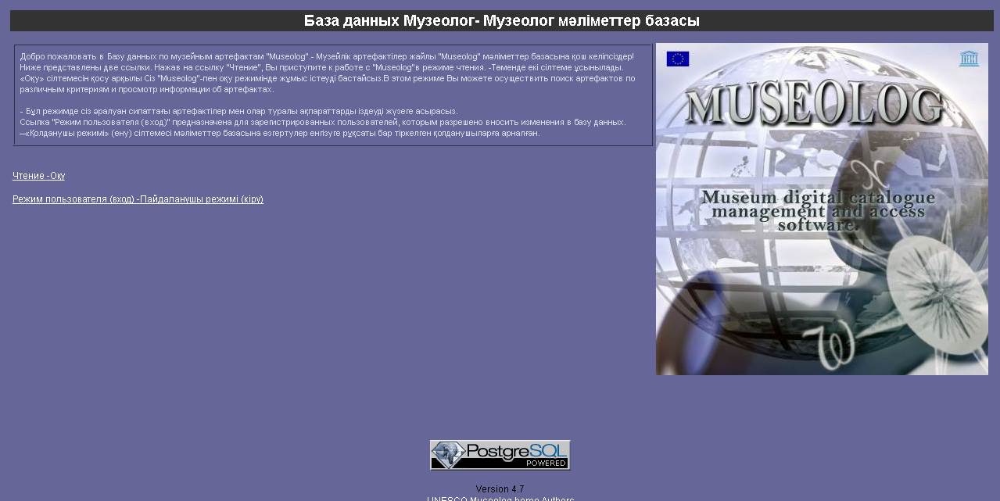 База данных Музеолог- Музеолог мәліметтер базасы
Добро пожаловать в Базу данных по музейным артефактам "Museolog".- Музейлік артефактілер жайлы "Museolog" мәліметтер базасына қош келіпсіздер!
Ниже представлены две ссылки. Нажав на ссылку "Чтение", Вы приступите к работе с "Museolog"в режиме чтения. -Төменде екі сілтеме ұсынылады.
«Оқу» сілтемесін қосу арқылы Сіз "Museolog"-пен оқу режимінде жұмыс істеуді бастайсыз.В этом режиме Вы можете осуществить поиск артефактов по
различным критериям и просмотр информации об артефактах.
- Бұл режимде сіз әралуан сипаттағы артефактілер мен олар туралы ақпараттарды іздеуді жүзеге асырасыз.
Ссылка "Режим пользователя (вход)" предназначена для зарегистрированных пользователей, которым разрешено вносить изменения в базу данных.
–«Қолданушы режимі» (ену) сілтемесі мәліметтер базасына өзгертулер енгізуге рұқсаты бар тіркелген қолданушыларға арналған.
Чтение -Оқу
Режим пользователя (вход) -Пайдаланушы режимі (кіру)
MUSEOLOG
Museum digital catalogue
management and access
software.
PostgreSQL
POWERED
Version 4.7
UNESCO Museolog home Authors